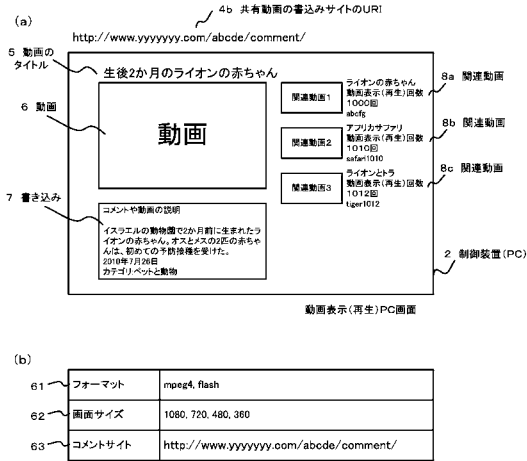 4b 共有動画の書込みサイトのURI
(a)
http://www.yyyyyyy.com/abcde/comment/
5 動画の
タイトル
生後2か月のライオンの赤ちゃん
6 動画
動画
関連動画1
ライオンの赤ちゃん
動画表示(再生)回数
1000回
abcfg
8a 関連動画
関連動画2
アフリカサファリ
動画表示(再生)回数
1010回
safari1010
8b 関連動画
関連動画3
ライオンとトラ
動画表示(再生)回数
1012回
tiger1012
8c 関連動画
7 書き込み
コメントや動画の説明
イスラエルの動物園で2か月前に生まれたラ
イオンの赤ちゃん。オスとメスの2匹の赤ちゃ
んは、初めての予防接種を受けた。
2010年7月26日
カテゴリ:ペットと動物
2 制御装置(PC)
動画表示(再生)PC画面
(b)
61 フォーマット mpeg4, flash
62 画面サイズ 1080, 720, 480, 360
63 コメントサイト http://www.yyyyyyy.com/abcde/comment/